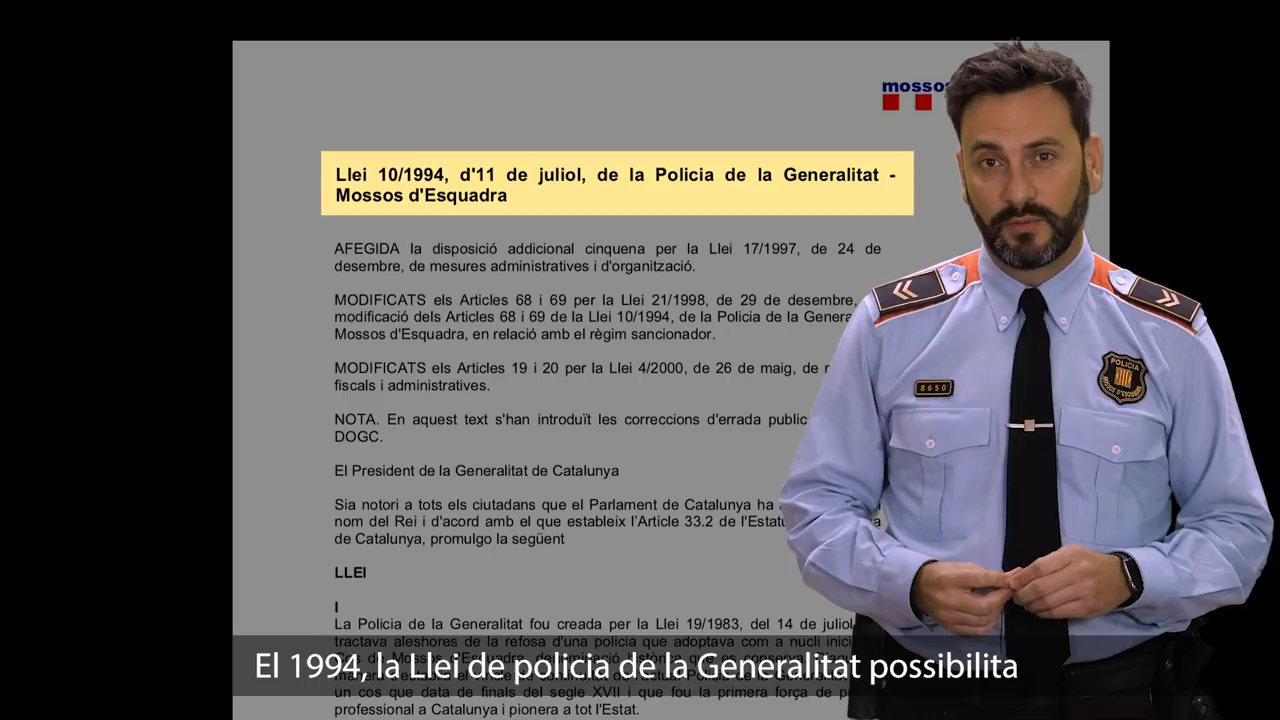 mossos
Llei 10/1994, d'11 de juliol, de la Policia de la Generalitat -
Mossos d'Esquadra
AFEGIDA la disposició addicional cinquena per la Llei 17/1997, de 24 de
desembre, de mesures administratives i d'organització.
MODIFICATS els Articles 68 i 69 per la Llei 21/1998, de 29 de desembre,
modificació dels Articles 68 i 69 de la Llei 10/1994, de la Policia de la
Mossos d'Esquadra, en relació amb el règim sancionador.
MODIFICATS els Articles 19 i 20 per la Llei 4/2000, de 26 de maig, de
fiscals i administratives.
NOTA. En aquest text s'han introduït les correccions d'errada
DOGC.
El President de la Generalitat de Catalunya
Sia notori a tots els ciutadans que el Parlament de Catalunya ha
nom del Rei i d'acord amb el que estableix l'Article 33.2 de
de Catalunya, promulgo la següent
LLEI
I
La Policia de la Generalitat fou creada per la Llei 19/1983, del 14 de juliol
tractava aleshores de la refosa d'una policia que adoptava com a nucli
un cos que data de finals del segle XVII i que fou la primera força de
professional a Catalunya i pionera a tot l'Estat.
El 1994, la Llei de policia de la Generalitat possibilita
8650
POLICIA
MOSSOS D'ESQUADRA